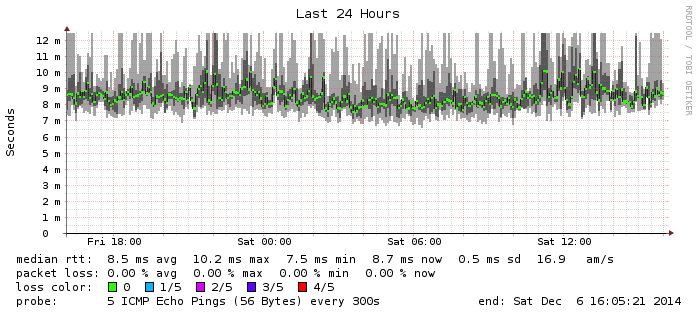 Last 24 Hours
RRDTOOL / TOBI OETIKER
Seconds
12 m
11 m
10 m
9 m
8 m
7 m
6 m
5 m
4 m
3 m
2 m
1 m
0
Fri 18:00 Sat 00:00 Sat 06:00 Sat 12:00
median rtt: 8.5 ms avg 10.2 ms max 7.5 ms min 8.7 ms now 0.5 ms sd 16.9 am/s
packet loss: 0.00 % avg 0.00 % max 0.00 % min 0.00 % now
loss color: 0 1/5 2/5 3/5 4/5
probe: 5 ICMP Echo Pings (56 Bytes) every 300s end: Sat Dec 6 16:05:21 2014